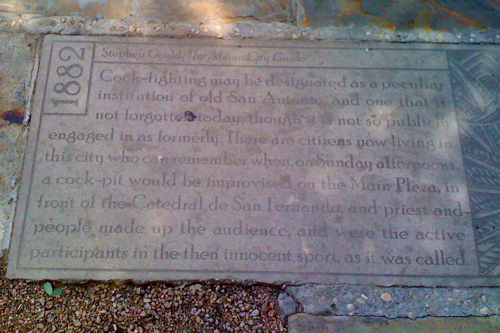 1882
Stephen Gould, The Alamo City Guide
Cock-fighting may be designated as a peculiar
institution of old San Antonio, and one that is
not forgotten today, though it is not so publicly
engaged in as formerly. There are citizens now living in
this city who can remember when, on Sunday afternoons,
a cock-pit would be improvised on the Main Plaza, in
front of the Catedral de San Fernando, and priest and
people made up the audience, and were the active
participants in the then innocent sport, as it was called.